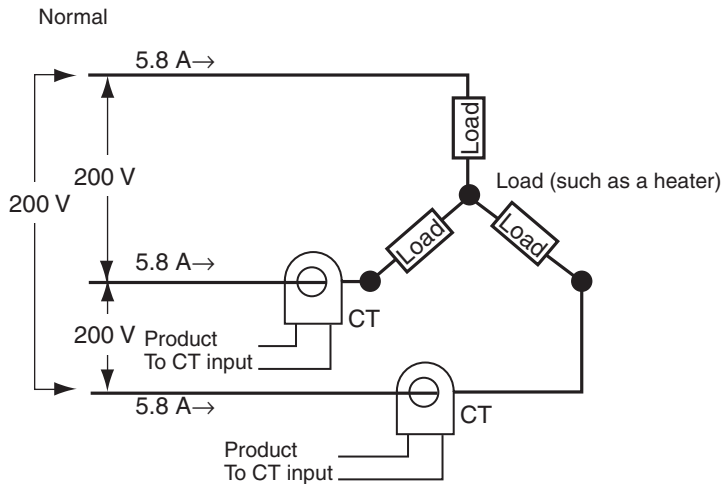 Normal
5.8 A→
200 V
200 V
Load
Load (such as a heater)
Load
Load
5.8 A→
CT
200 V
Product
To CT input
5.8 A→
CT
Product
To CT input